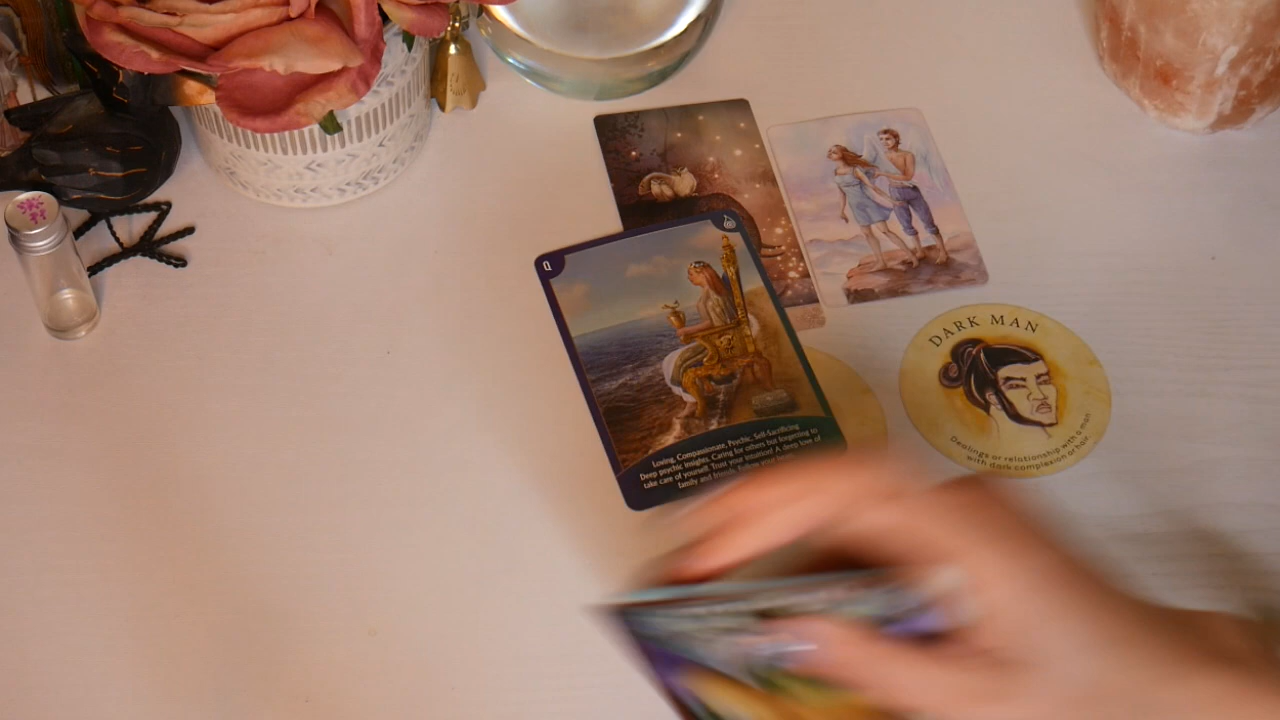 Q
Loving, Compassionate, Psychic, Self-Sacrificing
Deep psychic insights. Caring for others but forgetting to
take care of yourself. Trust your intuition! A deep love of
family and friends.
DARK MAN
Dealings or relationship with a man
with dark complexion or hair.